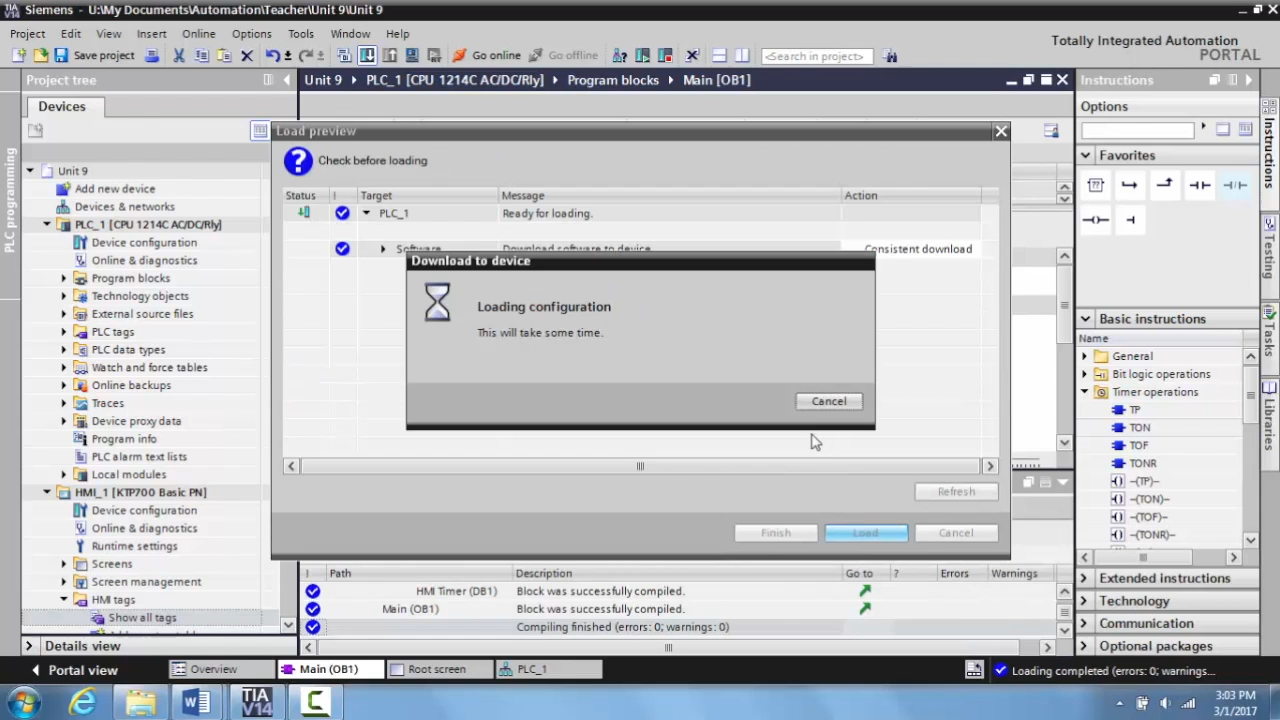 TIA V14 Siemens - U:\My Documents\Automation\Teacher\Unit 9\Unit 9
Project Edit View Insert Online Options Tools Window Help
Totally Integrated Automation
PORTAL
Save project Go online Go offline <Search in project>
Project tree
Unit 9 PLC_1 [CPU 1214C AC/DC/Rly] Program blocks Main [OB1]
Instructions
Devices
Options
Load preview
Check before loading
Favorites
Status ! Target Message Action
PLC_1 Ready for loading.
Software Download software to device Consistent download
Download to device
Loading configuration
This will take some time.
Cancel
Refresh
Finish Load Cancel
PLC programming
Unit 9
Add new device
Devices & networks
PLC_1 [CPU 1214C AC/DC/Rly]
Device configuration
Online & diagnostics
Program blocks
Technology objects
External source files
PLC tags
PLC data types
Watch and force tables
Online backups
Traces
Device proxy data
Program info
PLC alarm text lists
Local modules
HMI_1 [KTP700 Basic PN]
Device configuration
Online & diagnostics
Runtime settings
Screens
Screen management
HMI tags
Show all tags
Details view
! Path Description Go to ? Errors Warnings
HMI Timer (DB1) Block was successfully compiled.
Main (OB1) Block was successfully compiled.
Compiling finished (errors: 0; warnings: 0)
Basic instructions
Name
General
Bit logic operations
Timer operations
TP
TON
TOF
TONR
-(TP)-
-(TON)-
-(TOF)-
-(TONR)-
Extended instructions
Technology
Communication
Optional packages
Instructions
Testing
Tasks
Libraries
Portal view Overview Main (OB1) Root screen PLC_1
Loading completed (errors: 0; warnings...
TIA V14
3:03 PM
3/1/2017